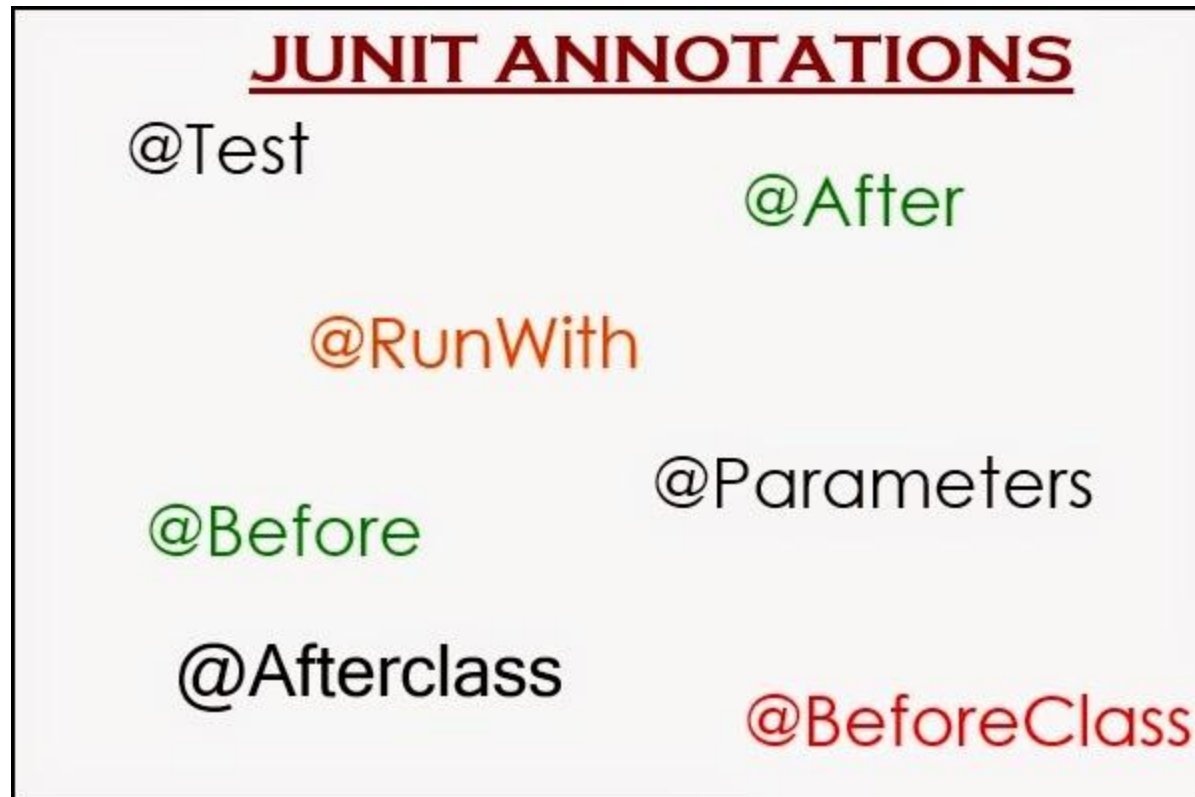 JUNIT ANNOTATIONS
@Test
@After
@RunWith
@Parameters
@Before
@Afterclass
@BeforeClass